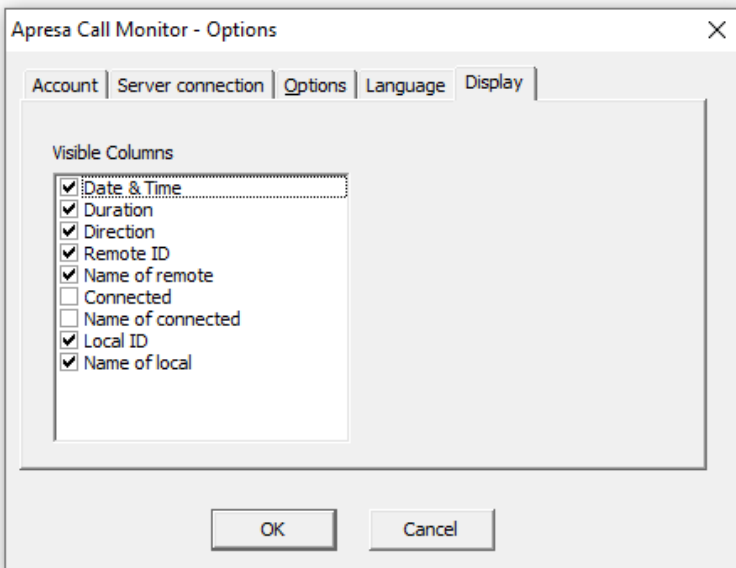 Apresa Call Monitor - Options
Account Server connection Options Language Display
Visible Columns
Date & Time
Duration
Direction
Remote ID
Name of remote
Connected
Name of connected
Local ID
Name of local
OK Cancel